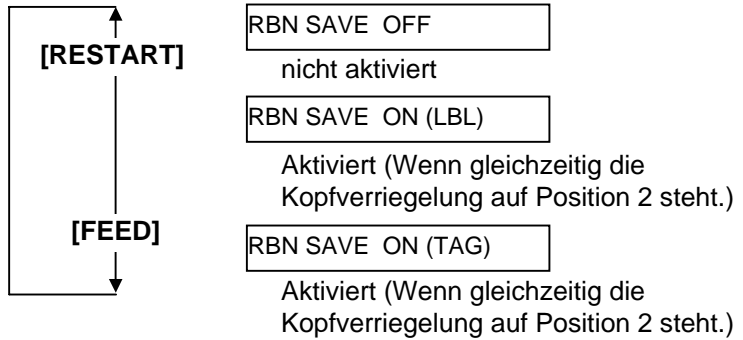 [RESTART]
RBN SAVE OFF
nicht aktiviert
RBN SAVE ON (LBL)
Aktiviert (Wenn gleichzeitig die
Kopfverriegelung auf Position 2 steht.)
[FEED]
RBN SAVE ON (TAG)
Aktiviert (Wenn gleichzeitig die
Kopfverriegelung auf Position 2 steht.)